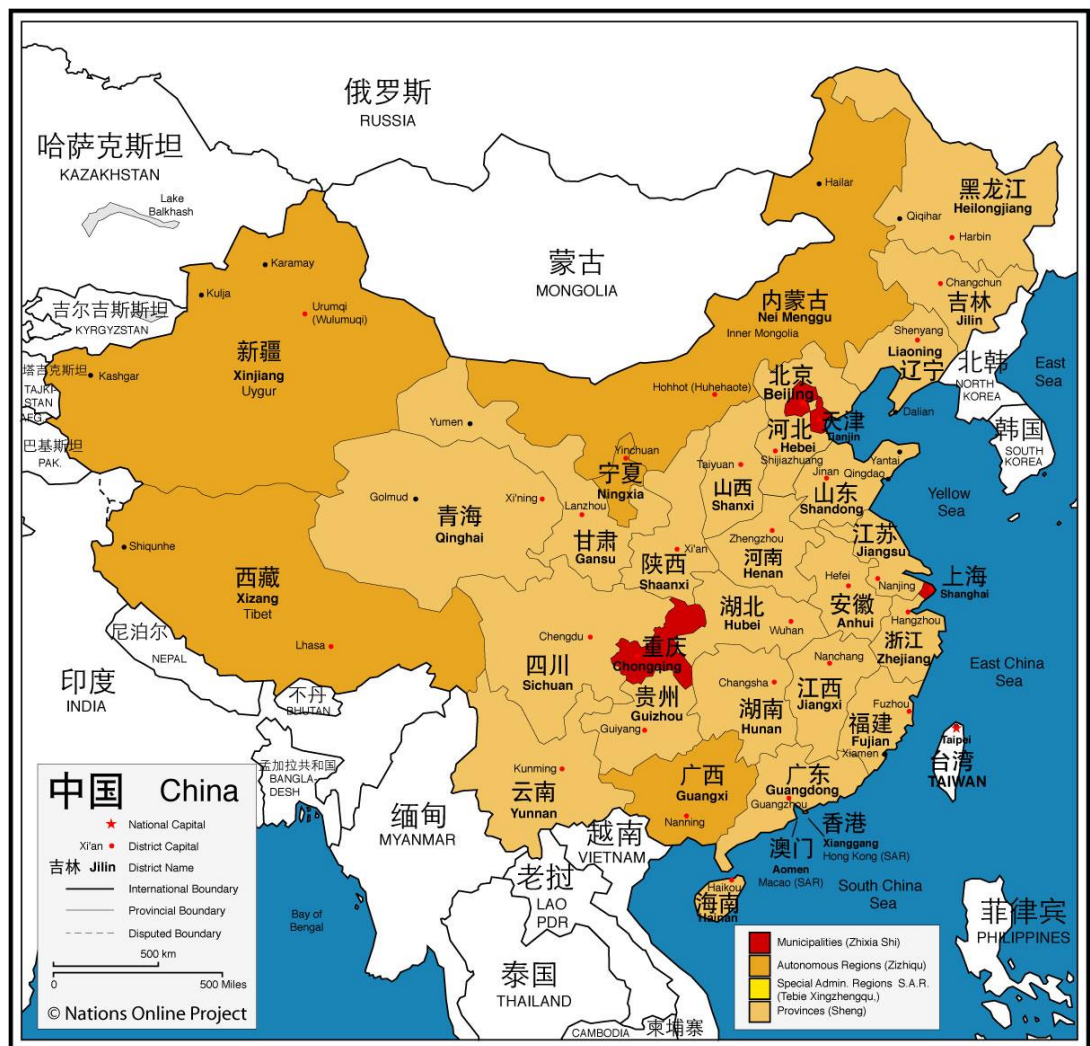 俄罗斯
RUSSIA
哈萨克斯坦
KAZAKHSTAN
Lake
Balkhash
蒙古
MONGOLIA
Hailar
黑龙江
Heilongjiang
Qiqihar
Harbin
Karamay
Kulja
Urumqi
(Wulumuqi)
吉尔吉斯斯坦
KYRGYZSTAN
新疆
Xinjiang
Uygur
塔吉克斯坦
TAJKI-
STAN
Kashgar
AFG.
巴基斯坦
PAK.
内蒙古
Nei Menggu
Inner Mongolia
Changchun
吉林
Jilin
Shenyang
Liaoning
辽宁
北韩
NORTH
KOREA
East
Sea
Hohhot (Huhehaote)
北京
Beijing
天津
Tianjin
Dalian
韩国
SOUTH
KOREA
Yumen
河北
Hebei
Shijiazhuang
Yinchuan
宁夏
Ningxia
Taiyuan
山西
Shanxi
Jinan
Yantai
Qingdao
山东
Shandong
Yellow
Sea
Golmud
Xi'ning
青海
Qinghai
Lanzhou
甘肃
Gansu
Shiqunhe
西藏
Xizang
Tibet
Lhasa
陕西
Shaanxi
Xi'an
Zhengzhou
河南
Henan
江苏
Jiangsu
Hefei
Nanjing
安徽
Anhui
上海
Shanghai
Hangzhou
浙江
Zhejiang
湖北
Hubei
Wuhan
Chengdu
四川
Sichuan
重庆
Chongqing
尼泊尔
NEPAL
印度
INDIA
不丹
BHUTAN
孟加拉共和国
BANGLA-
DESH
贵州
Guizhou
Guiyang
Changsha
湖南
Hunan
Nanchang
江西
Jiangxi
Fuzhou
福建
Fujian
Xiamen
East China
Sea
Taipei
台湾
TAIWAN
Kunming
云南
Yunnan
广西
Guangxi
Nanning
广东
Guangdong
Guangzhou
香港
Xianggang
Hong Kong (SAR)
澳门
Aomen
Macao (SAR)
缅甸
MYANMAR
越南
VIETNAM
老挝
LAO
PDR
Haikou
海南
Hainan
South China
Sea
菲律宾
PHILIPPINES
Bay of
Bengal
泰国
THAILAND
CAMBODIA
柬埔寨
中国 China
National Capital
Xi'an District Capital
吉林 Jilin District Name
International Boundary
Provincial Boundary
Disputed Boundary
500 km
0 500 Miles
© Nations Online Project
Municipalities (Zhixia Shi)
Autonomous Regions (Zizhiqu)
Special Admin. Regions S.A.R.
(Tebie Xingzhengqu.)
Provinces (Sheng)